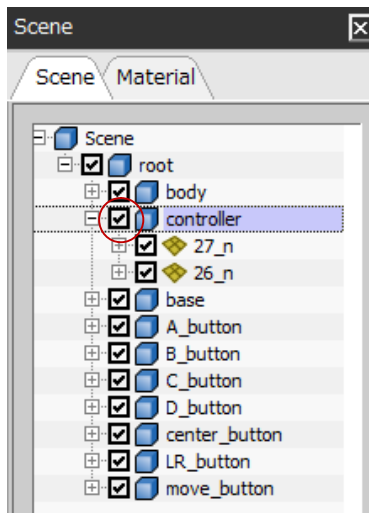 Scene
Scene Material
Scene
root
body
controller
27_n
26_n
base
A_button
B_button
C_button
D_button
center_button
LR_button
move_button